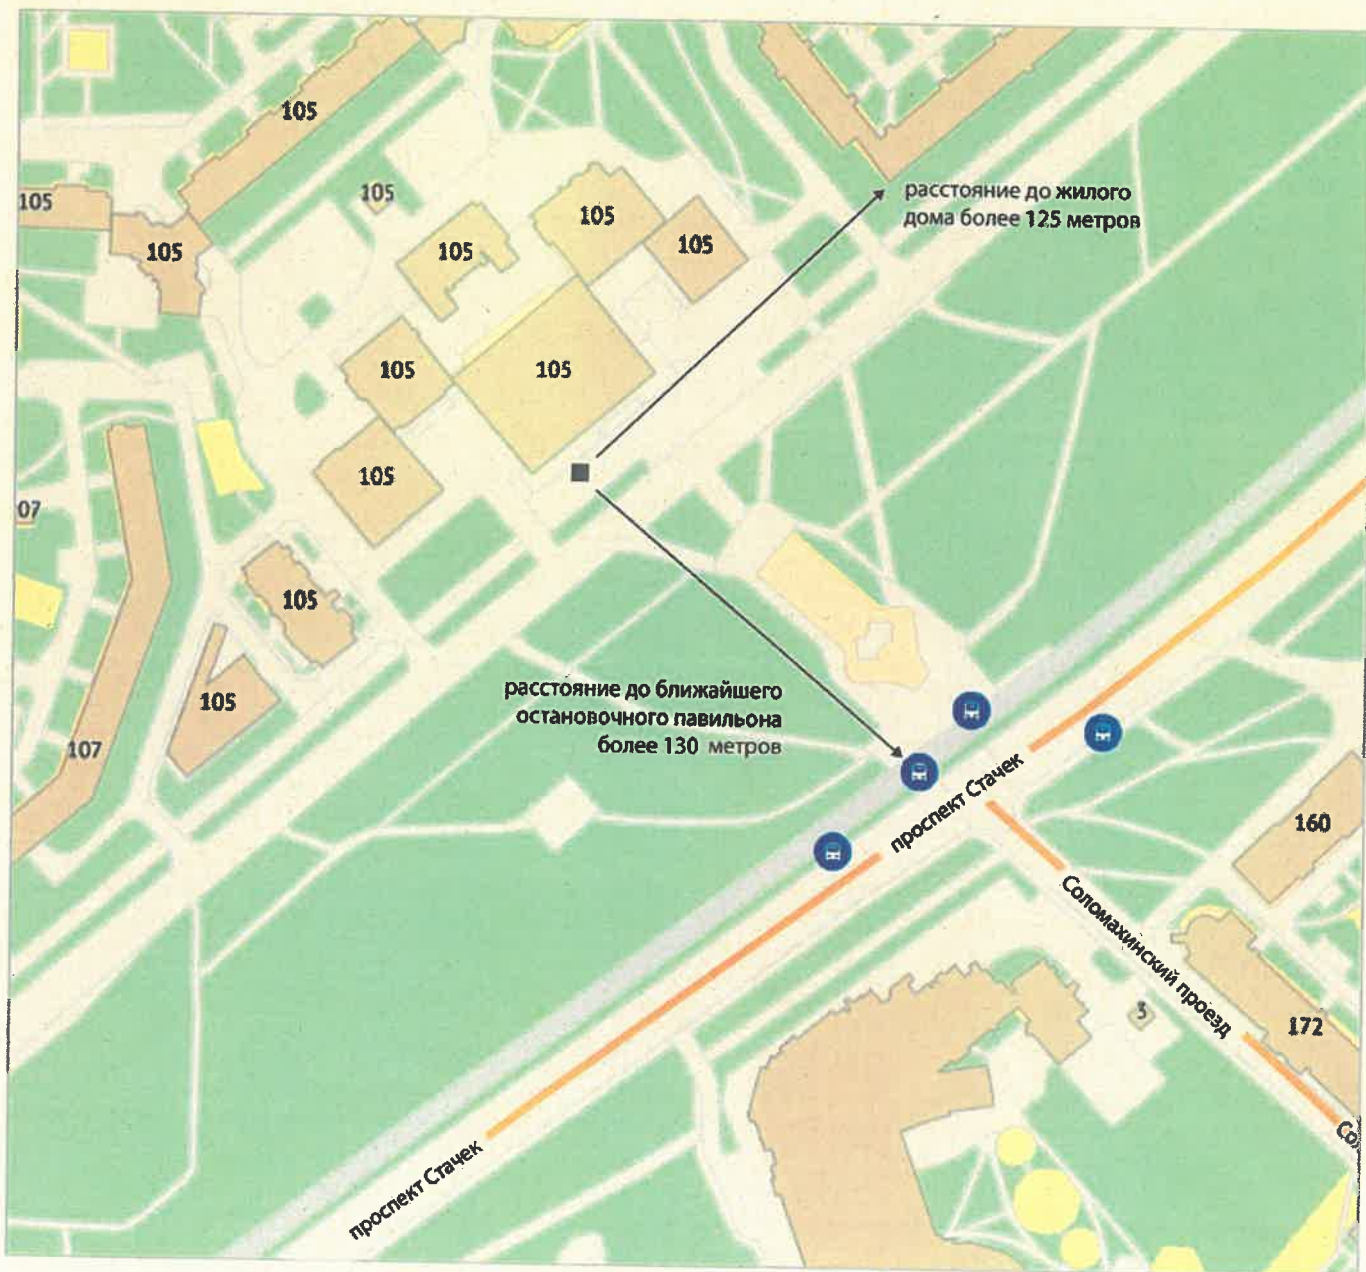 105
105
105
105
105
105
105
105
105
105
105
07
105
105
107
расстояние до жилого
дома более 125 метров
расстояние до ближайшего
остановочного павильона
более 130 метров
проспект Стачек
160
Соломахинский проезд
3
172
Со
проспект Стачек